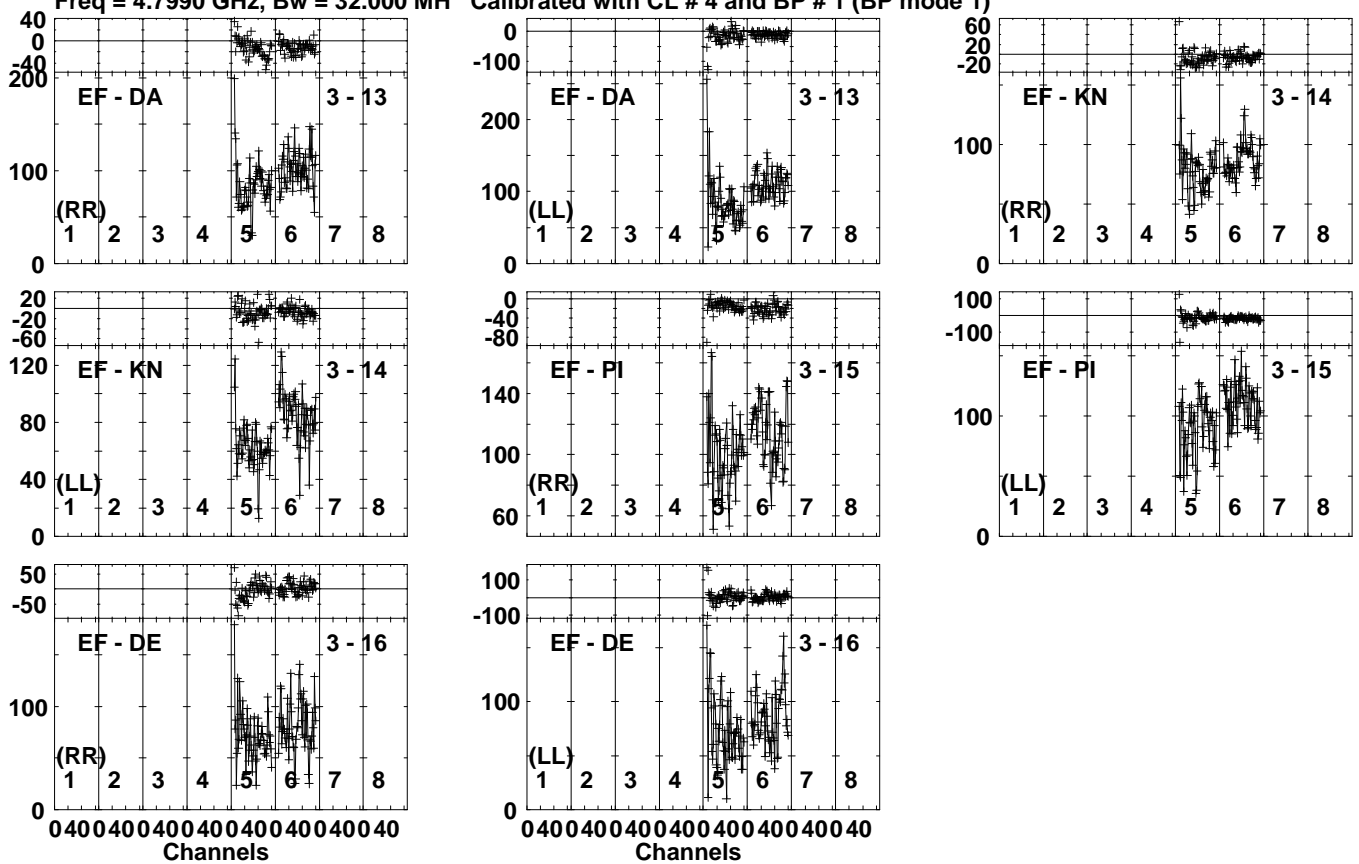 Freq = 4.7990 GHz, Bw = 32.000 MH Calibrated with CL # 4 and BP # 1 (BP mode 1)
40
0
-40
200
100
0
EF - DA 3 - 13
(RR)
1 2 3 4 5 6 7 8
0
-100
200
100
0
EF - DA 3 - 13
(LL)
1 2 3 4 5 6 7 8
60
20
-20
100
0
EF - KN 3 - 14
(RR)
1 2 3 4 5 6 7 8
20
-20
-60
120
80
40
0
EF - KN 3 - 14
(LL)
1 2 3 4 5 6 7 8
0
-40
-80
140
100
60
EF - PI 3 - 15
(RR)
1 2 3 4 5 6 7 8
100
-100
100
0
EF - PI 3 - 15
(LL)
1 2 3 4 5 6 7 8
50
-50
100
0
EF - DE 3 - 16
(RR)
1 2 3 4 5 6 7 8
0 40 0 40 0 40 0 40 0 40 0 40 0 40 0 40
Channels
100
-100
100
0
EF - DE 3 - 16
(LL)
1 2 3 4 5 6 7 8
0 40 0 40 0 40 0 40 0 40 0 40 0 40 0 40
Channels